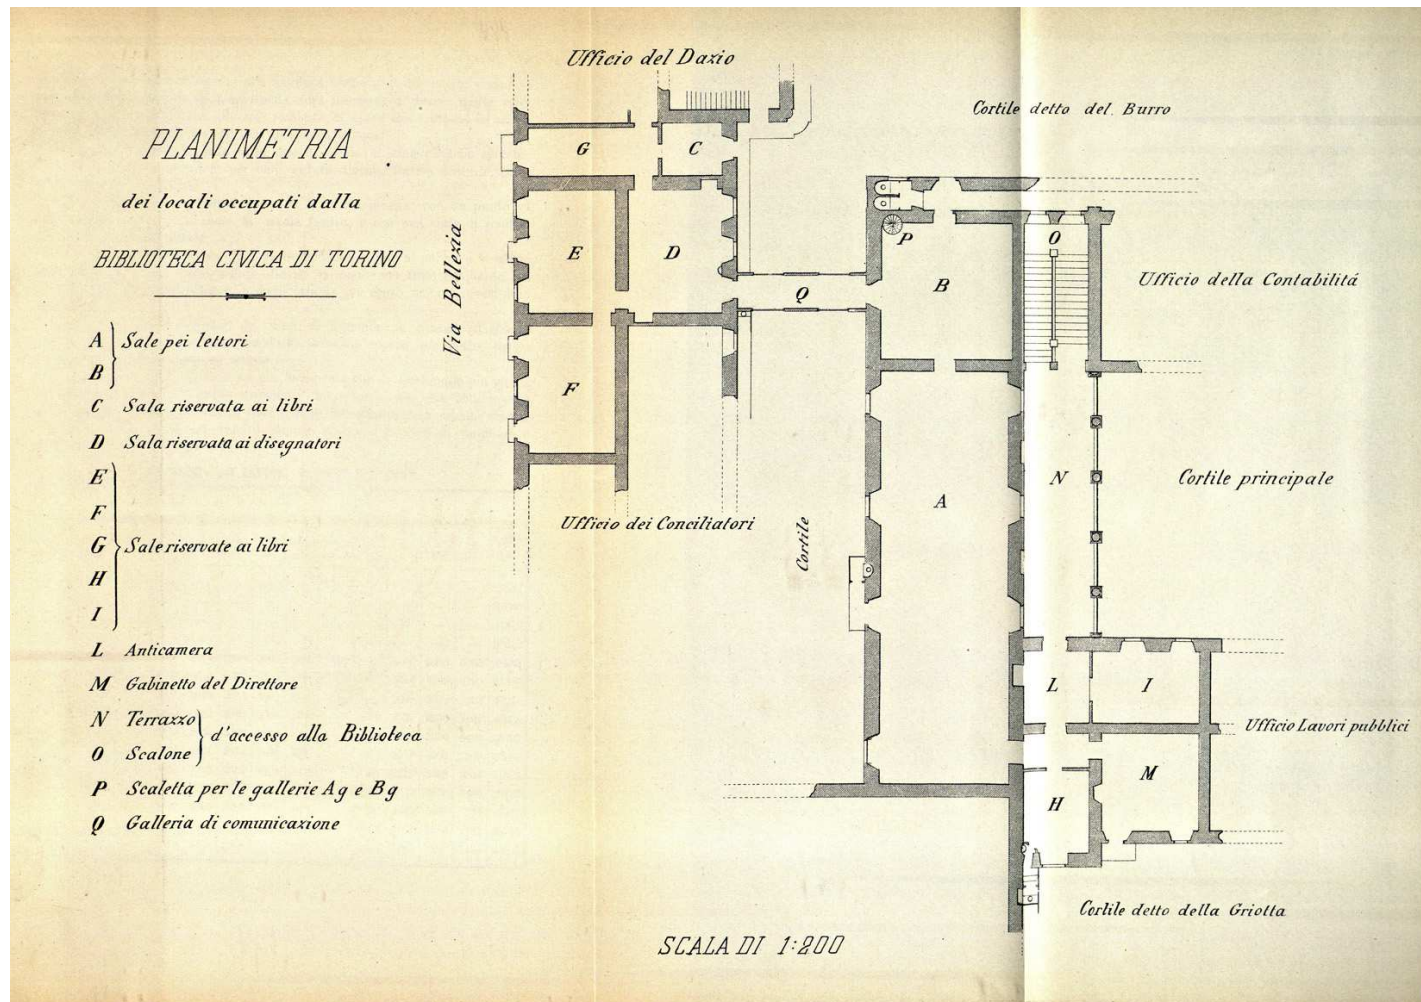 PLANIMETRIA
dei locali occupati dalla
BIBLIOTECA CIVICA DI TORINO
A
B
Sale pei lettori
C Sala riservata ai libri
D Sala riservata ai disegnatori
E
F
G
H
I
Sale riservate ai libri
L Anticamera
M Gabinetto del Direttore
N Terrazzo
O Scalone
d'accesso alla Biblioteca
P Scaletta per le gallerie Ag e Bg
Q Galleria di comunicazione
Ufficio del Dazio
Cortile detto del Burro
G
C
Via Bellezia
E
D
P
O
Q
B
Ufficio della Contabilitá
F
A
N
Cortile principale
Ufficio dei Conciliatori
Cortile
L
I
Ufficio Lavori pubblici
M
H
Cortile detto della Griotta
SCALA DI 1:200